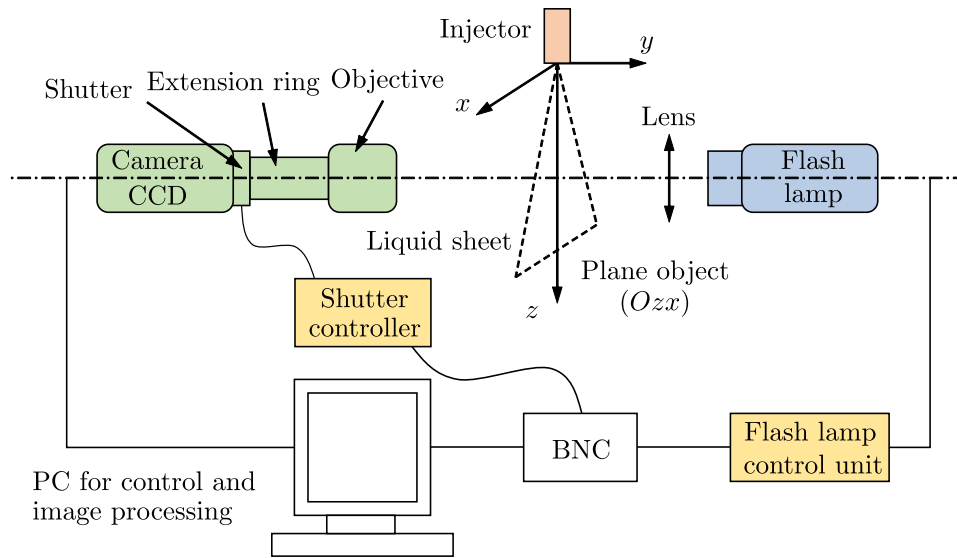 Injector
y
x
Shutter
Extension ring
Objective
Lens
Camera
CCD
Flash
lamp
Liquid sheet
Plane object
(Ozx)
z
Shutter
controller
BNC
Flash lamp
control unit
PC for control and
image processing